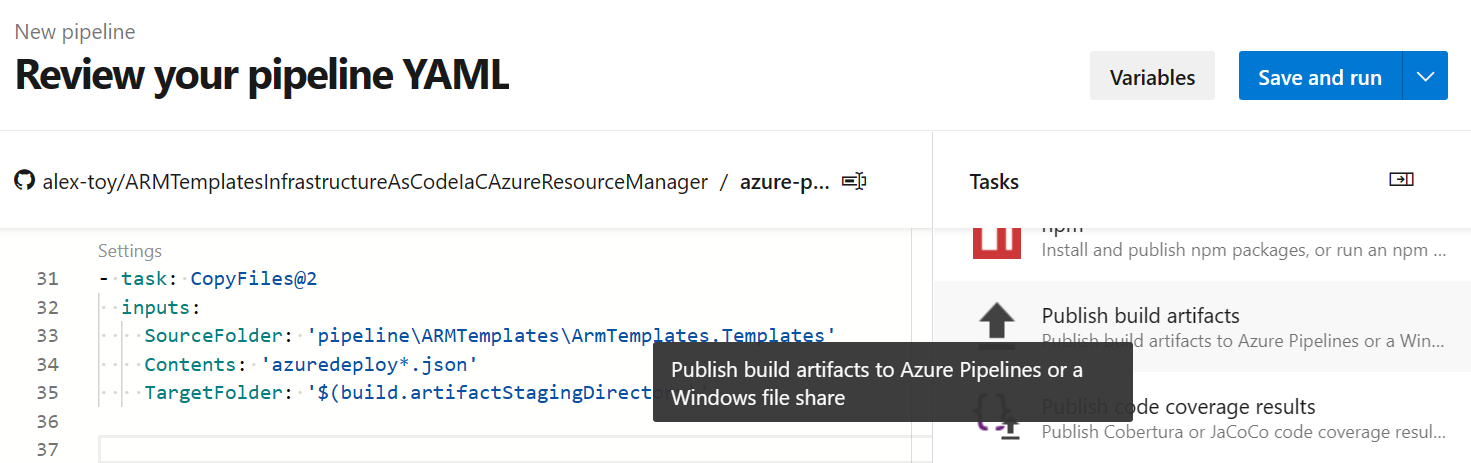 New pipeline
Review your pipeline YAML
Variables
Save and run
alex-toy/ARMTemplatesInfrastructureAsCodeIaCAzureResourceManager / azure-p...
Tasks
Settings
31 - task: CopyFiles@2
32 inputs:
33 SourceFolder: 'pipeline\ARMTemplates\ArmTemplates.Templates'
34 Contents: 'azuredeploy*.json'
35 TargetFolder: '$(build.artifactStagingDirecto
36
37
npm
Install and publish npm packages, or run an npm ...
Publish build artifacts
Publish build artifacts to Azure Pipelines or a Win...
Publish build artifacts to Azure Pipelines or a
Windows file share
Publish code coverage results
Publish Cobertura or JaCoCo code coverage resul...